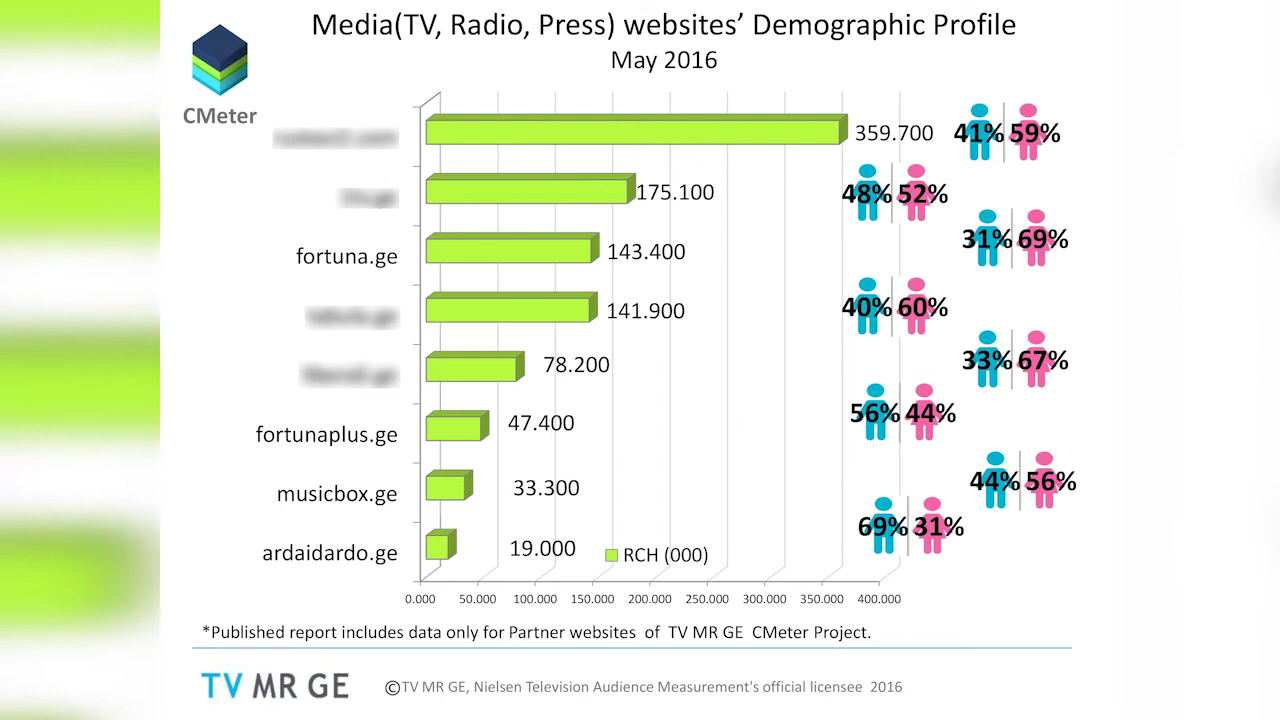 Media(TV, Radio, Press) websites’ Demographic Profile
May 2016
CMeter
359.700
41% 59%
175.100
48% 52%
fortuna.ge
143.400
31% 69%
141.900
40% 60%
78.200
33% 67%
fortunaplus.ge
47.400
56% 44%
musicbox.ge
33.300
44% 56%
ardaidardo.ge
19.000
RCH (000)
69% 31%
0.000 50.000 100.000 150.000 200.000 250.000 300.000 350.000 400.000
*Published report includes data only for Partner websites of TV MR GE CMeter Project.
TV MR GE
©TV MR GE, Nielsen Television Audience Measurement's official licensee 2016